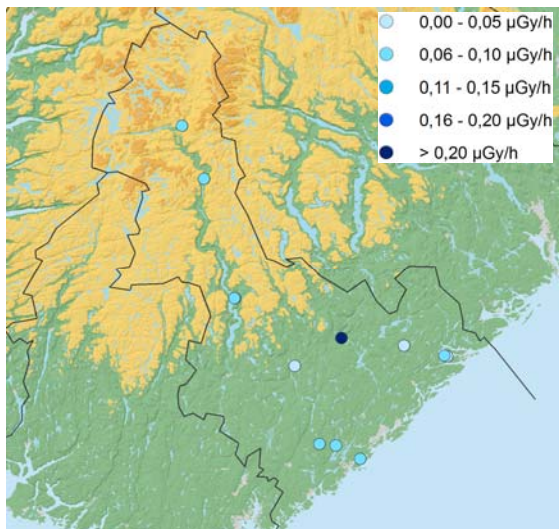 0,00 - 0,05 µGy/h
0,06 - 0,10 µGy/h
0,11 - 0,15 µGy/h
0,16 - 0,20 µGy/h
> 0,20 µGy/h